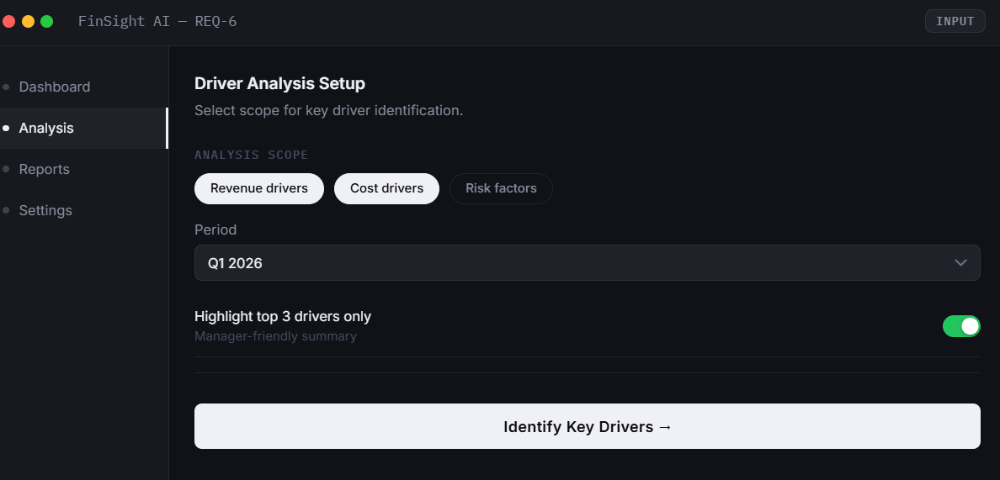 FinSight AI — REQ-6
INPUT
Dashboard
Analysis
Reports
Settings
Driver Analysis Setup
Select scope for key driver identification.
ANALYSIS SCOPE
Revenue drivers
Cost drivers
Risk factors
Period
Q1 2026
Highlight top 3 drivers only
Manager-friendly summary
Identify Key Drivers →